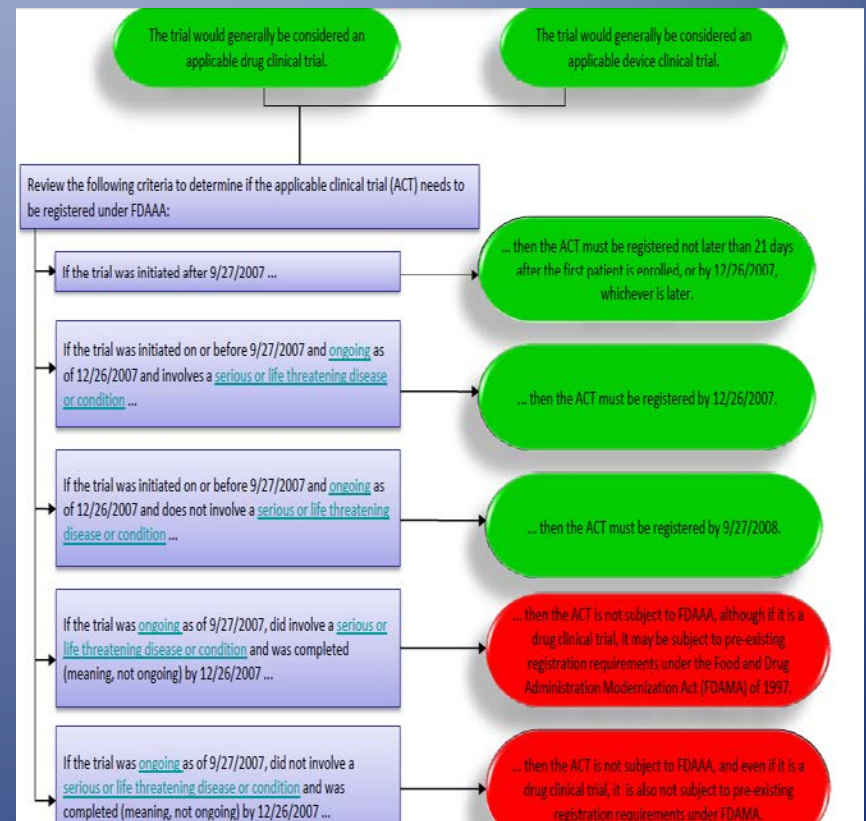 The trial would generally be considered an
applicable drug clinical trial.
The trial would generally be considered an
applicable device clinical trial.
Review the following criteria to determine if the applicable clinical trial (ACT) needs to
be registered under FDAAA:
If the trial was initiated after 9/27/2007 ...
... then the ACT must be registered not later than 21 days
after the first patient is enrolled, or by 12/26/2007,
whichever is later.
If the trial was initiated on or before 9/27/2007 and ongoing as
of 12/26/2007 and involves a serious or life threatening disease
or condition ...
... then the ACT must be registered by 12/26/2007.
If the trial was initiated on or before 9/27/2007 and ongoing as
of 12/26/2007 and does not involve a serious or life threatening
disease or condition ...
... then the ACT must be registered by 9/27/2008.
If the trial was ongoing as of 9/27/2007, did involve a serious or
life threatening disease or condition and was completed
(meaning, not ongoing) by 12/26/2007 ...
... then the ACT is not subject to FDAAA, although if it is a
drug clinical trial, it may be subject to pre-existing
registration requirements under the Food and Drug
Administration Modernization Act (FDAMA) of 1997.
If the trial was ongoing as of 9/27/2007, did not involve a
serious or life threatening disease or condition and was
completed (meaning, not ongoing) by 12/26/2007 ...
... then the ACT is not subject to FDAAA, and even if it is a
drug clinical trial, it is also not subject to pre-existing
registration requirements under FDAMA.